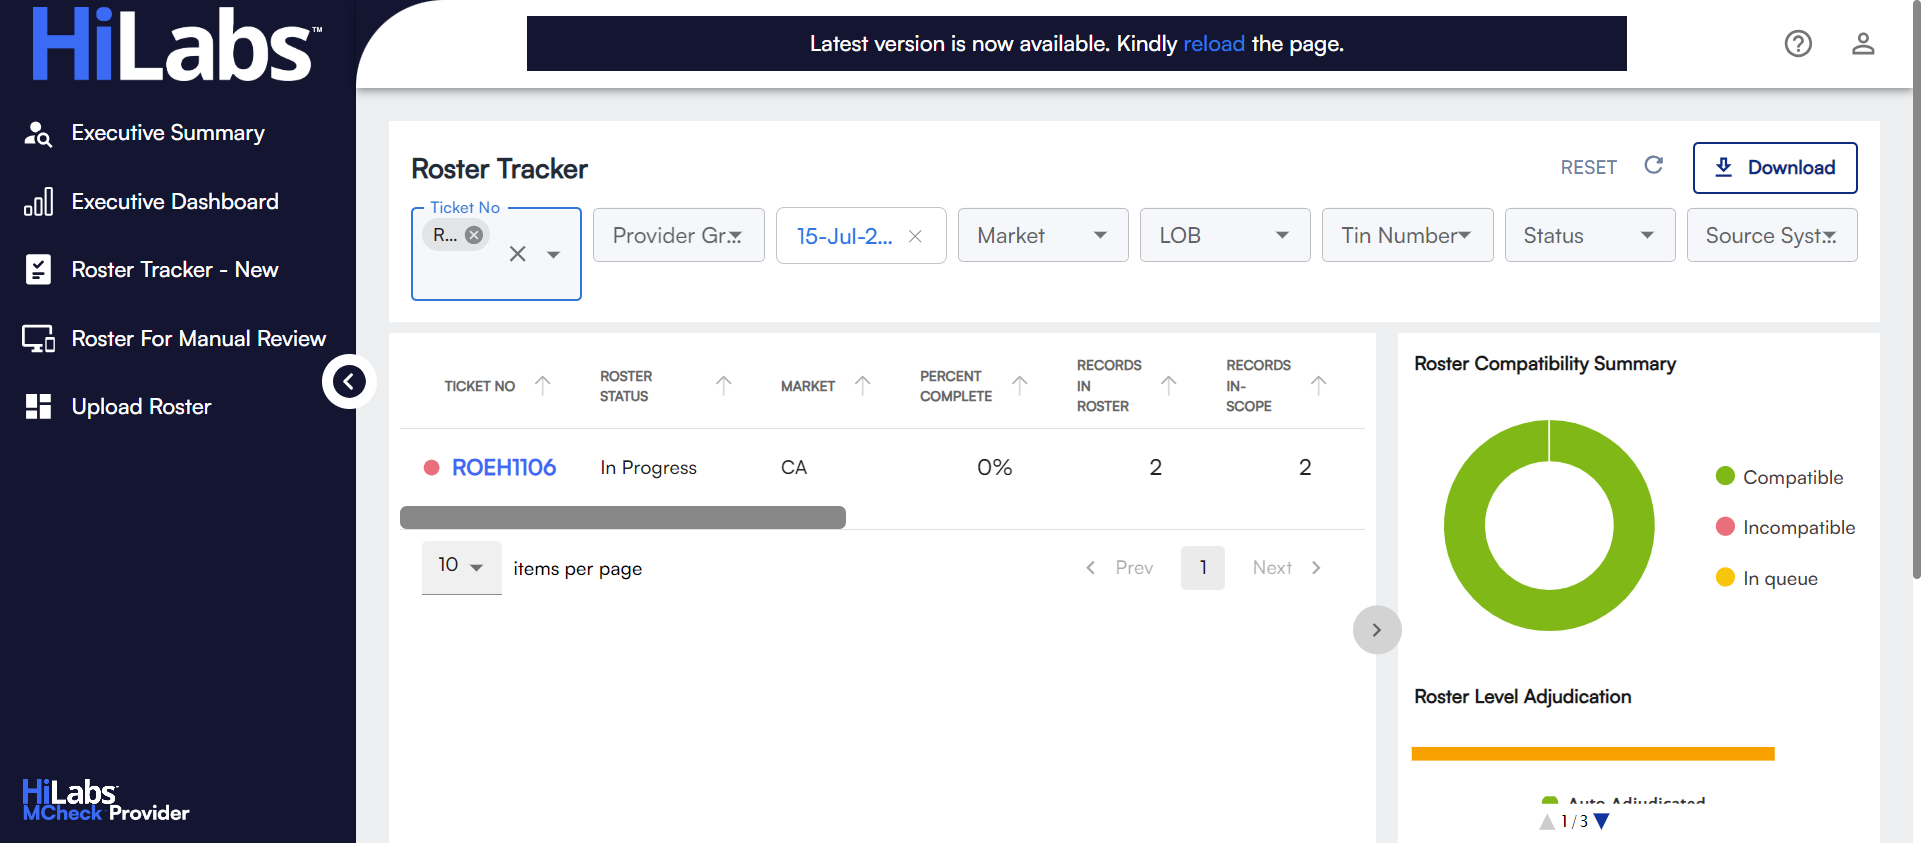 HiLabs™
Latest version is now available. Kindly reload the page.
Executive Summary
Executive Dashboard
Roster Tracker - New
Roster For Manual Review
Upload Roster
HiLabs
MCheck Provider
Roster Tracker
RESET
Download
Ticket No
R...
Provider Gr...
15-Jul-2...
Market
LOB
Tin Number
Status
Source Syst...
TICKET NO
ROSTER
STATUS
MARKET
PERCENT
COMPLETE
RECORDS
IN
ROSTER
RECORDS
IN-
SCOPE
ROEH1106
In Progress
CA
0%
2
2
10
items per page
Prev
1
Next
Roster Compatibility Summary
Compatible
Incompatible
In queue
Roster Level Adjudication
Auto Adjudicated
1/3